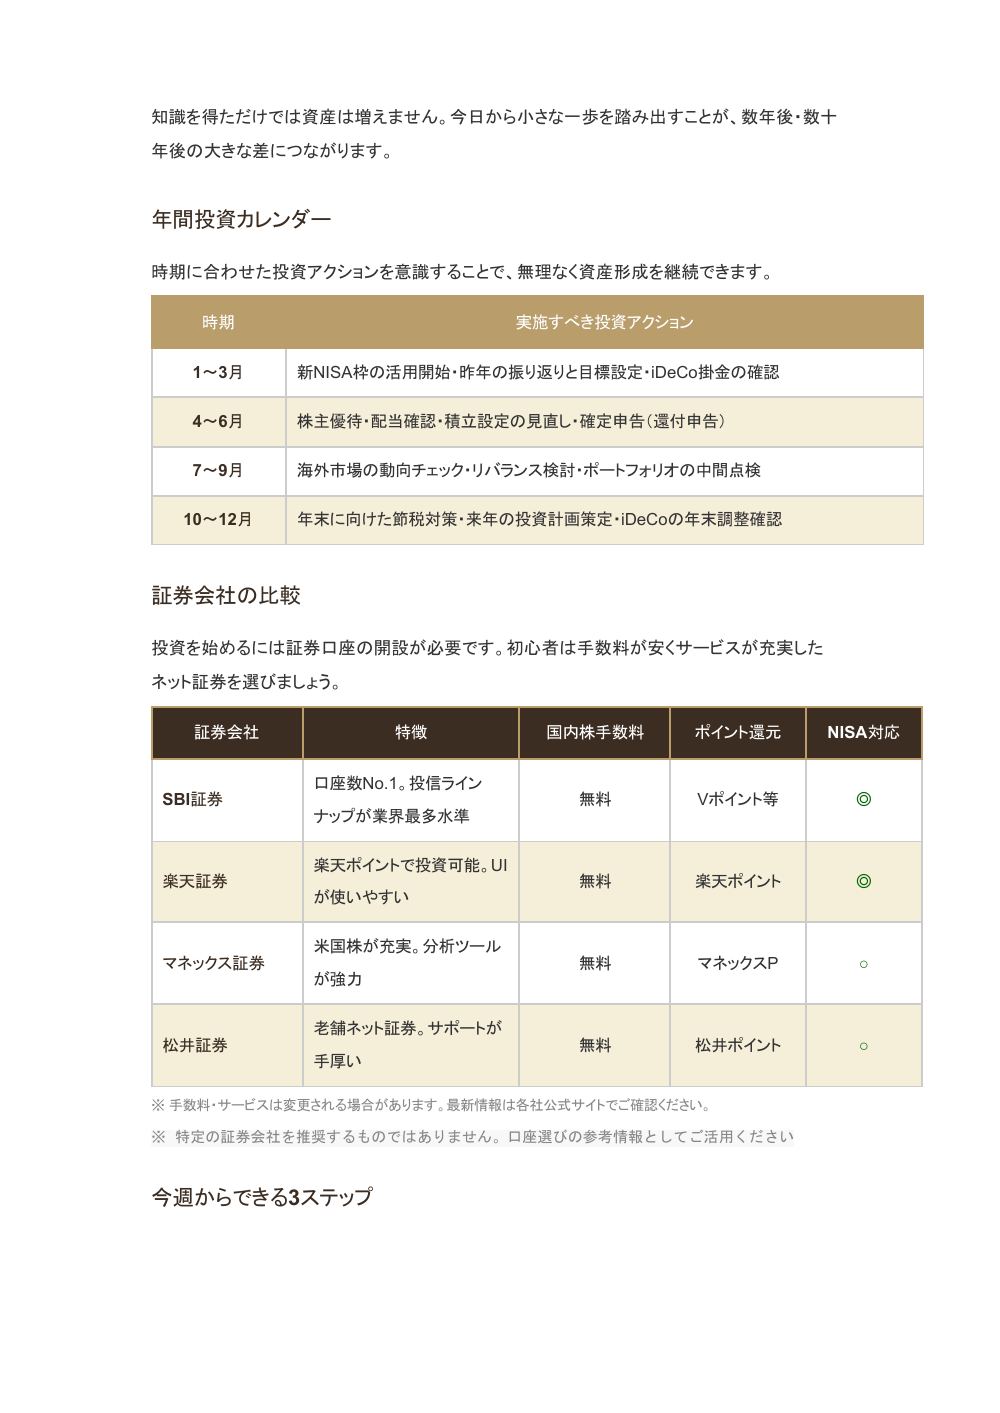 知識を得ただけでは資産は増えません。今日から小さな一歩を踏み出すことが、数年後・数十
年後の大きな差につながります。
年間投資カレンダー
時期に合わせた投資アクションを意識することで、無理なく資産形成を継続できます。
時期 実施すべき投資アクション
1〜3月 新NISA枠の活用開始・昨年の振り返りと目標設定・iDeCo掛金の確認
4〜6月 株主優待・配当確認・積立設定の見直し・確定申告（還付申告）
7〜9月 海外市場の動向チェック・リバランス検討・ポートフォリオの中間点検
10〜12月 年末に向けた節税対策・来年の投資計画策定・iDeCoの年末調整確認
証券会社の比較
投資を始めるには証券口座の開設が必要です。初心者は手数料が安くサービスが充実した
ネット証券を選びましょう。
証券会社 特徴 国内株手数料 ポイント還元 NISA対応
SBI証券 口座数No.1。投信ライン
ナップが業界最多水準 無料 Vポイント等 ◎
楽天証券 楽天ポイントで投資可能。UI
が使いやすい 無料 楽天ポイント ◎
マネックス証券 米国株が充実。分析ツール
が強力 無料 マネックスP ○
松井証券 老舗ネット証券。サポートが
手厚い 無料 松井ポイント ○
※ 手数料・サービスは変更される場合があります。最新情報は各社公式サイトでご確認ください。
※ 特定の証券会社を推奨するものではありません。口座選びの参考情報としてご活用ください
今週からできる3ステップ